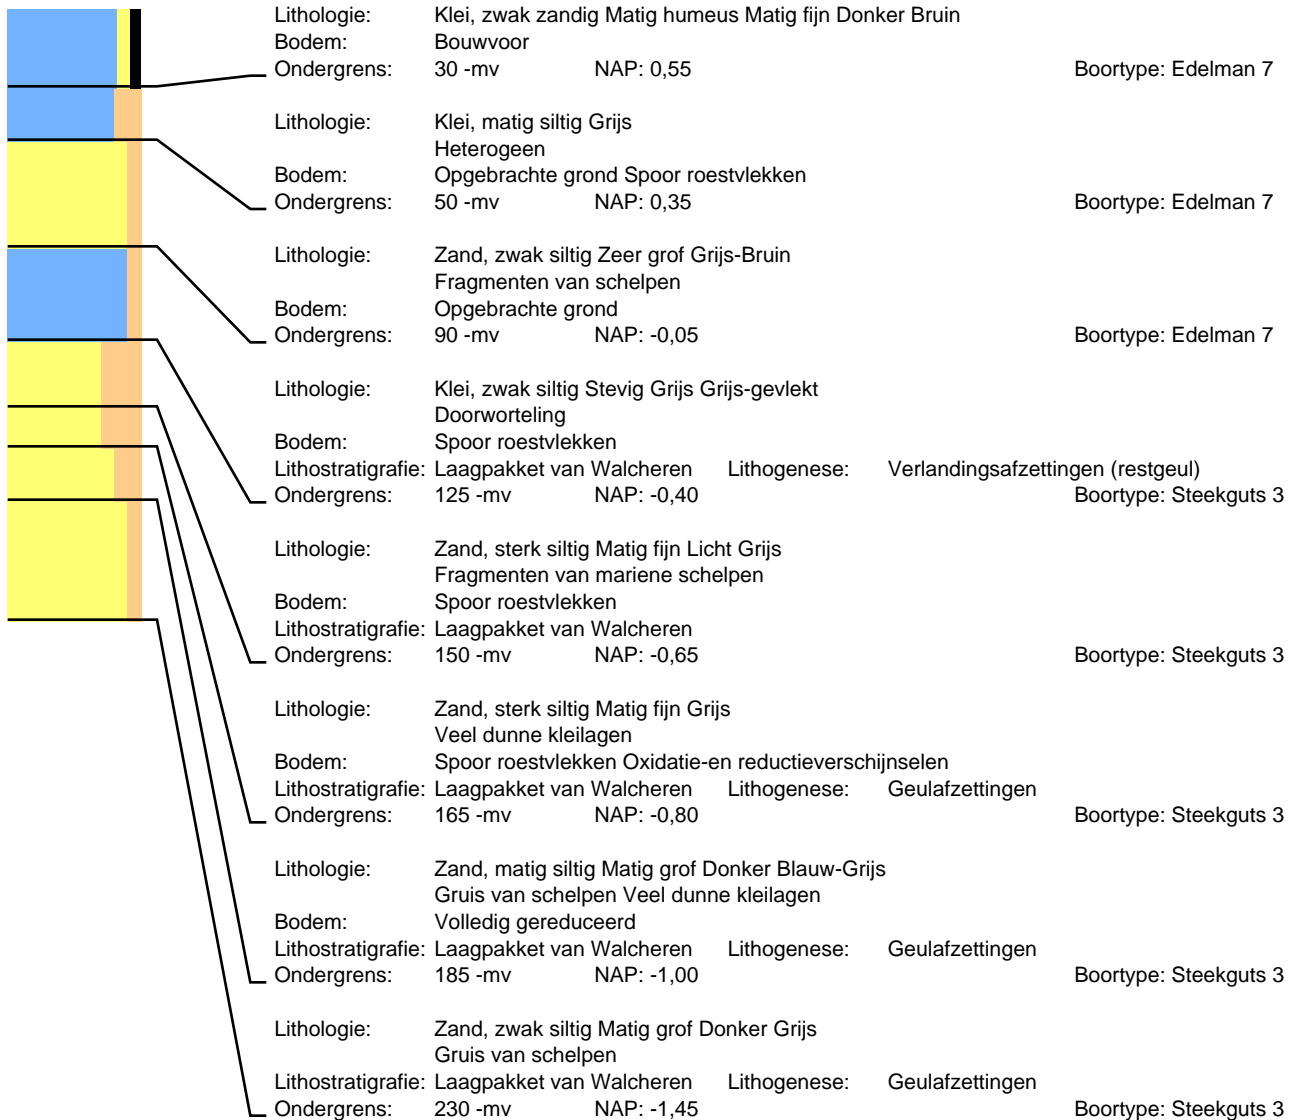 Lithologie: Klei, zwak zandig Matig humeus Matig fijn Donker Bruin
Bodem: Bouwvoor
Ondergrens: 30 -mv NAP: 0,55 Boortype: Edelman 7
Lithologie: Klei, matig siltig Grijs
Heterogeen
Bodem: Opgebrachte grond Spoor roestvlekken
Ondergrens: 50 -mv NAP: 0,35 Boortype: Edelman 7
Lithologie: Zand, zwak siltig Zeer grof Grijs-Bruin
Fragmenten van schelpen
Bodem: Opgebrachte grond
Ondergrens: 90 -mv NAP: -0,05 Boortype: Edelman 7
Lithologie: Klei, zwak siltig Stevig Grijs Grijs-gevlekt
Doorworteling
Bodem: Spoor roestvlekken
Lithostratigrafie: Laagpakket van Walcheren Lithogenese: Verlandingsafzettingen (restgeul)
Ondergrens: 125 -mv NAP: -0,40 Boortype: Steekguts 3
Lithologie: Zand, sterk siltig Matig fijn Licht Grijs
Fragmenten van mariene schelpen
Bodem: Spoor roestvlekken
Lithostratigrafie: Laagpakket van Walcheren
Ondergrens: 150 -mv NAP: -0,65 Boortype: Steekguts 3
Lithologie: Zand, sterk siltig Matig fijn Grijs
Veel dunne kleilagen
Bodem: Spoor roestvlekken Oxidatie-en reductieverschijnselen
Lithostratigrafie: Laagpakket van Walcheren Lithogenese: Geulafzettingen
Ondergrens: 165 -mv NAP: -0,80 Boortype: Steekguts 3
Lithologie: Zand, matig siltig Matig grof Donker Blauw-Grijs
Gruis van schelpen Veel dunne kleilagen
Bodem: Volledig gereduceerd
Lithostratigrafie: Laagpakket van Walcheren Lithogenese: Geulafzettingen
Ondergrens: 185 -mv NAP: -1,00 Boortype: Steekguts 3
Lithologie: Zand, zwak siltig Matig grof Donker Grijs
Gruis van schelpen
Lithostratigrafie: Laagpakket van Walcheren Lithogenese: Geulafzettingen
Ondergrens: 230 -mv NAP: -1,45 Boortype: Steekguts 3